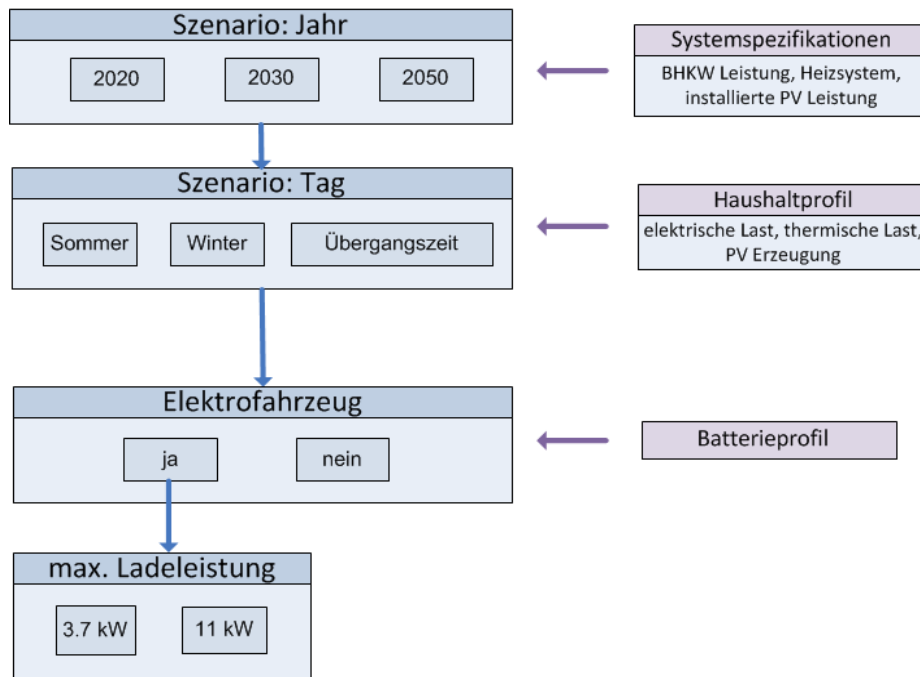 Szenario: Jahr
2020
2030
2050
Systemspezifikationen
BHKW Leistung, Heizsystem,
installierte PV Leistung
Szenario: Tag
Sommer
Winter
Übergangszeit
Haushaltprofil
elektrische Last, thermische Last,
PV Erzeugung
Elektrofahrzeug
ja
nein
Batterieprofil
max. Ladeleistung
3.7 kW
11 kW